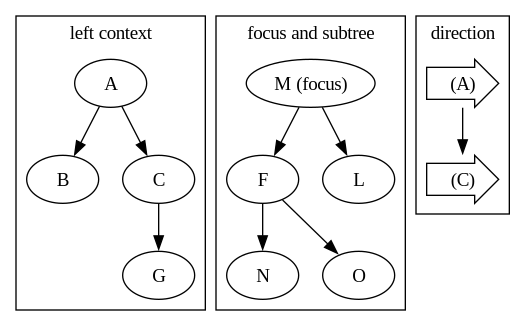 left context
focus and subtree
direction
A
M (focus)
(A)
B
C
F
L
(C)
G
N
O